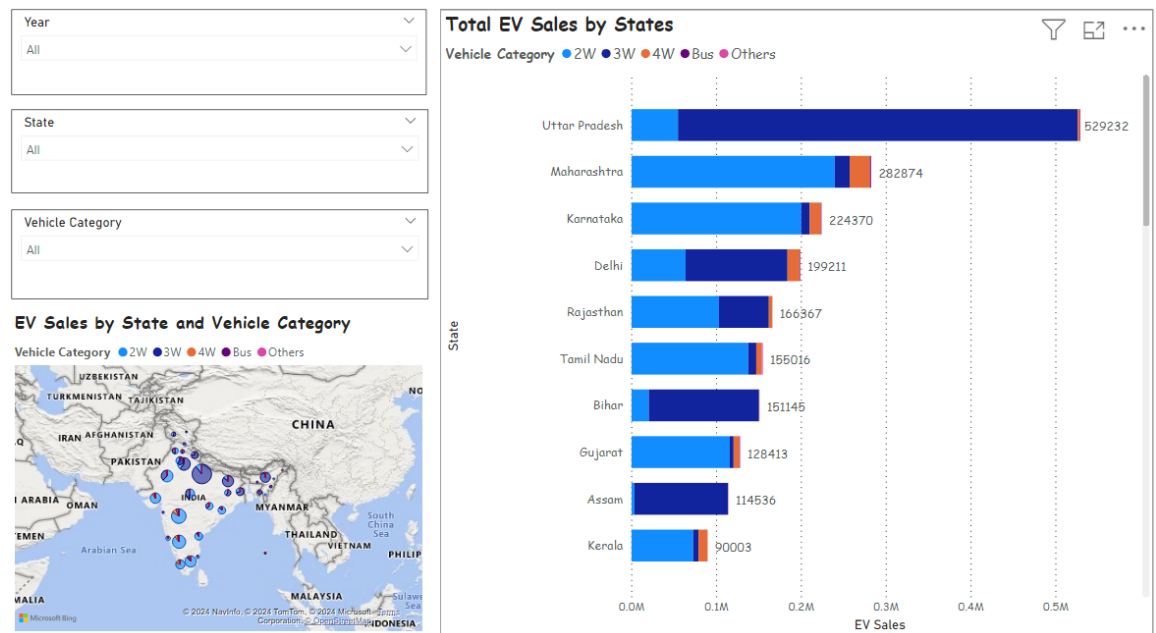 Year
All
State
All
Vehicle Category
All
EV Sales by State and Vehicle Category
Vehicle Category 2W 3W 4W Bus Others
UZBEKISTAN
TURKMENISTAN
TAJIKISTAN
CHINA
IRAN
AFGHANISTAN
PAKISTAN
INDIA
ARABIA
OMAN
MYANMAR
South
China
Sea
THAILAND
VIETNAM
PHILIP
Arabian Sea
MALAYSIA
© 2024 NavInfo, © 2024 TomTom, © 2024 Microsoft Terms
Corporation, © OpenStreetMap
Microsoft Bing
Total EV Sales by States
Vehicle Category 2W 3W 4W Bus Others
State
Uttar Pradesh 529232
Maharashtra 282874
Karnataka 224370
Delhi 199211
Rajasthan 166367
Tamil Nadu 155016
Bihar 151145
Gujarat 128413
Assam 114536
Kerala 90003
0.0M 0.1M 0.2M 0.3M 0.4M 0.5M
EV Sales